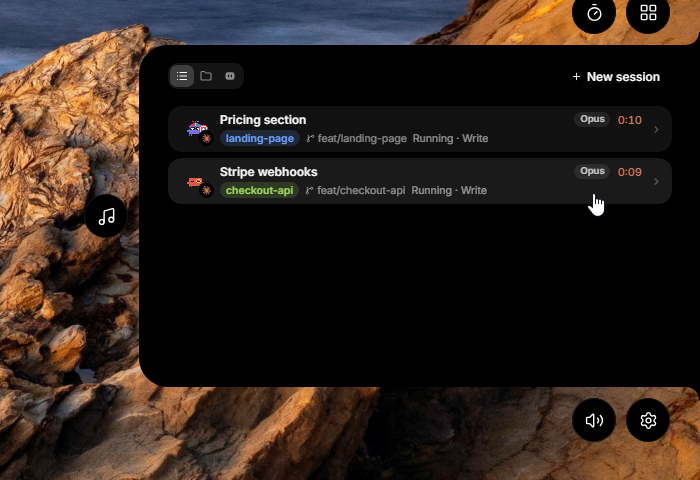 + New session
Pricing section
Opus 0:10
landing-page feat/landing-page Running · Write
Stripe webhooks
Opus 0:09
checkout-api feat/checkout-api Running · Write